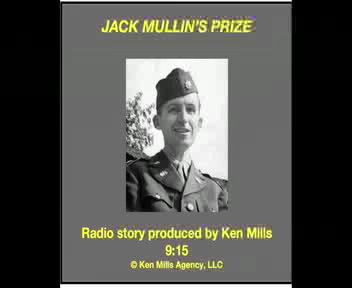 JACK MULLIN'S PRIZE
Radio story produced by Ken Mills
9:15
© Ken Mills Agency, LLC